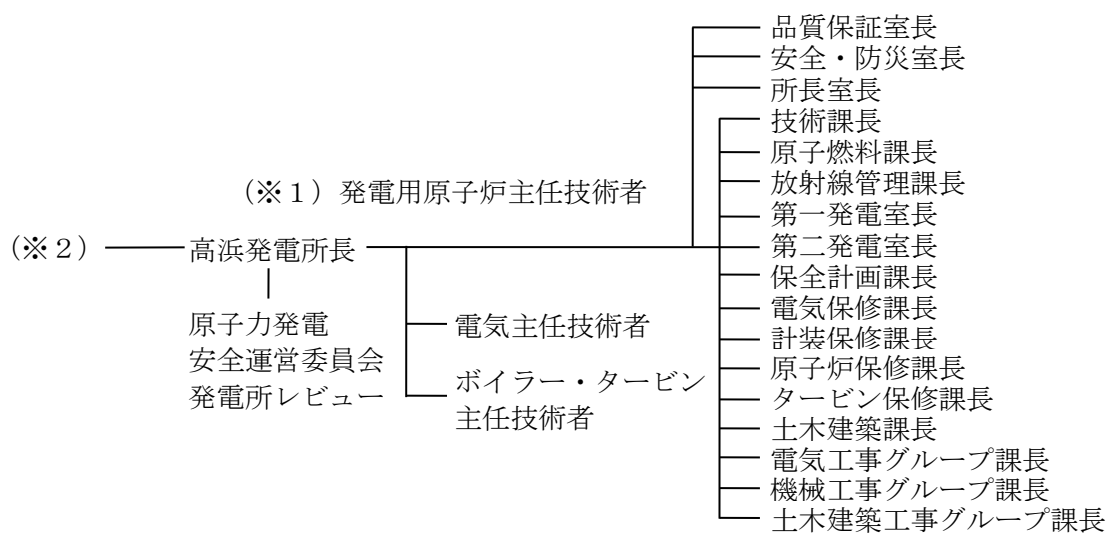 品質保証室長
安全・防災室長
所長室長
技術課長
原子燃料課長
(※１)発電用原子炉主任技術者
放射線管理課長
第一発電室長
(※２)
高浜発電所長
第二発電室長
保全計画課長
原子力発電
安全運営委員会
発電所レビュー
電気主任技術者
ボイラー・タービン
主任技術者
電気保修課長
計装保修課長
原子炉保修課長
タービン保修課長
土木建築課長
電気工事グループ課長
機械工事グループ課長
土木建築工事グループ課長